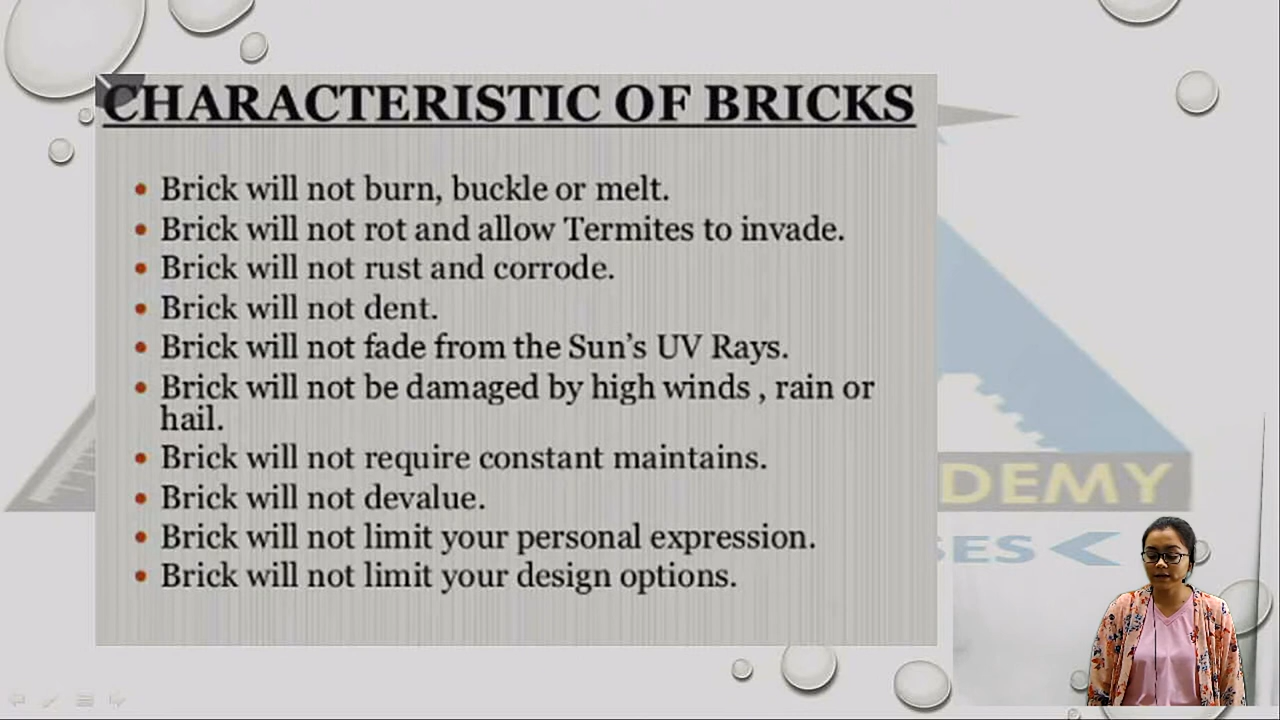 CHARACTERISTIC OF BRICKS
• Brick will not burn, buckle or melt.
• Brick will not rot and allow Termites to invade.
• Brick will not rust and corrode.
• Brick will not dent.
• Brick will not fade from the Sun's UV Rays.
• Brick will not be damaged by high winds , rain or
hail.
• Brick will not require constant maintains.
• Brick will not devalue.
• Brick will not limit your personal expression.
• Brick will not limit your design options.
DEMY
SES